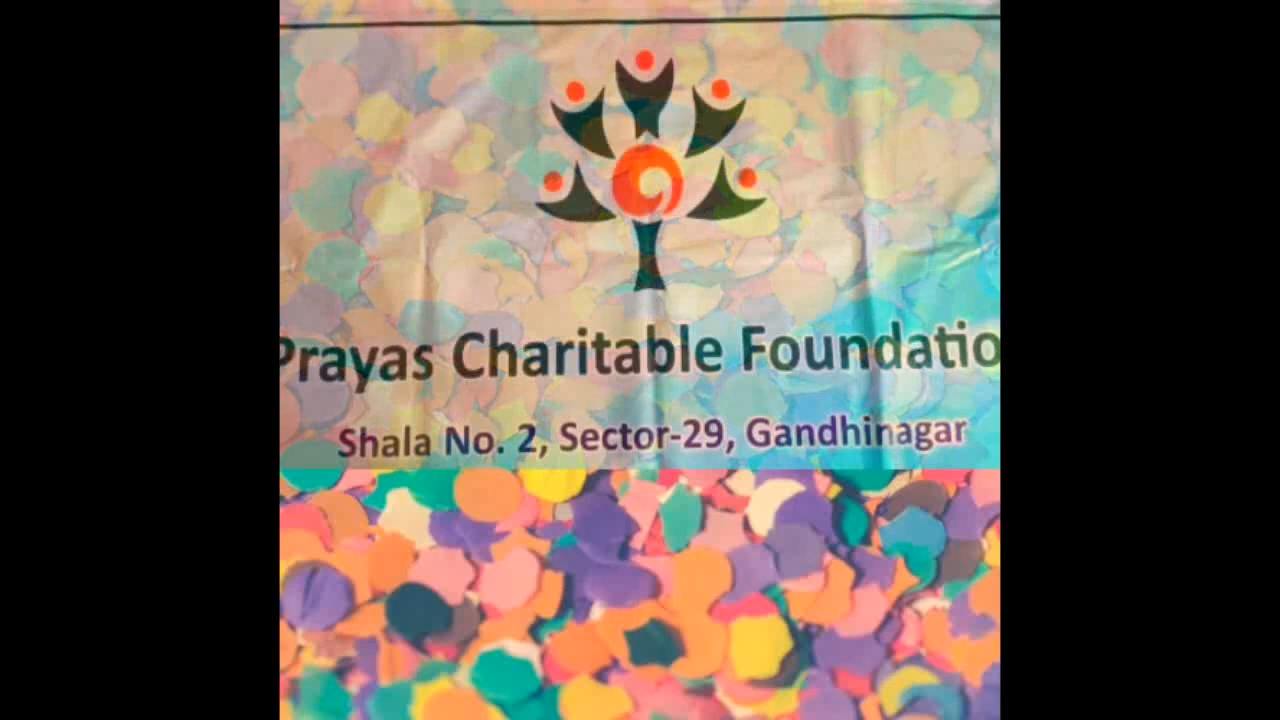 Prayas Charitable Foundatio
Shala No. 2, Sector-29, Gandhinagar